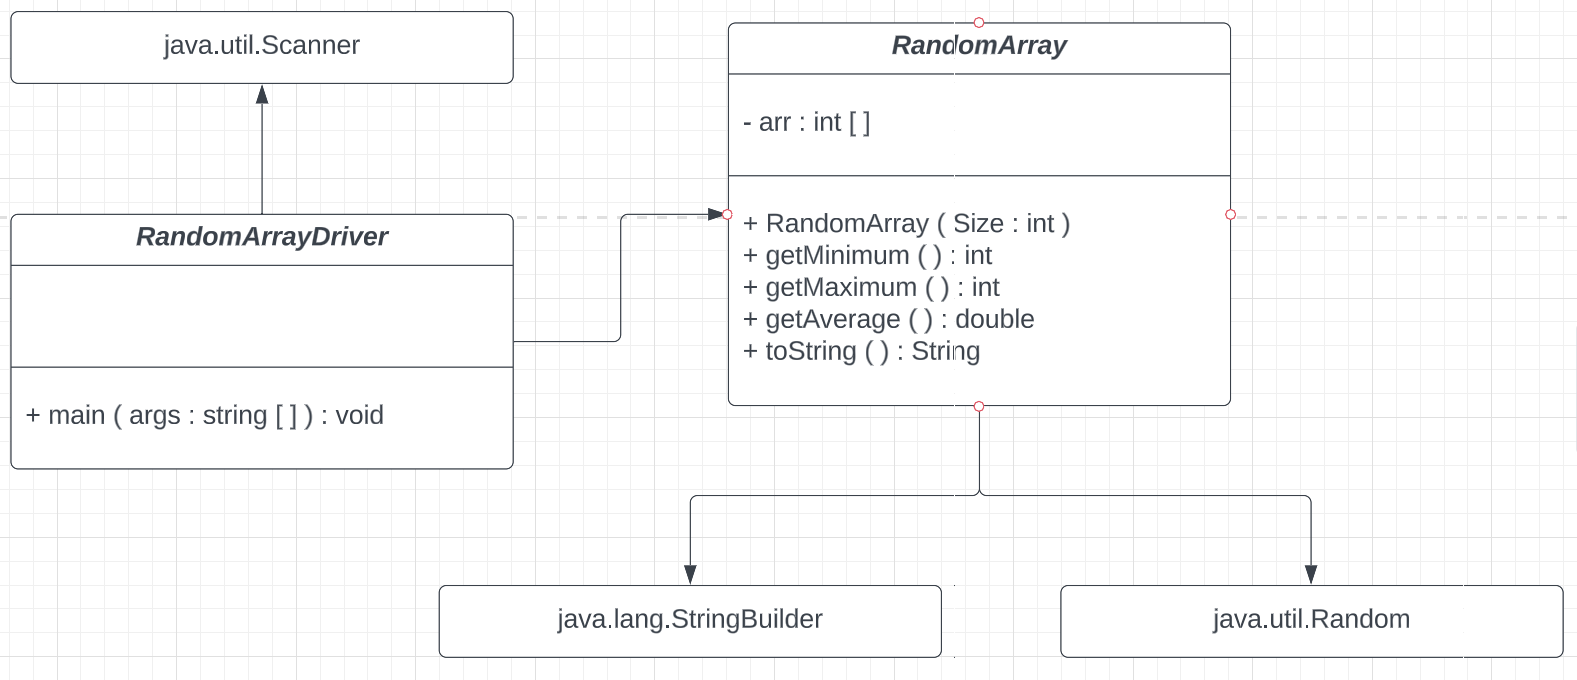 java.util.Scanner
RandomArray
- arr : int [ ]
+ RandomArray ( Size : int )
+ getMinimum ( ) : int
+ getMaximum ( ) : int
+ getAverage ( ) : double
+ toString ( ) : String
RandomArrayDriver
+ main ( args : string [ ] ) : void
java.lang.StringBuilder
java.util.Random